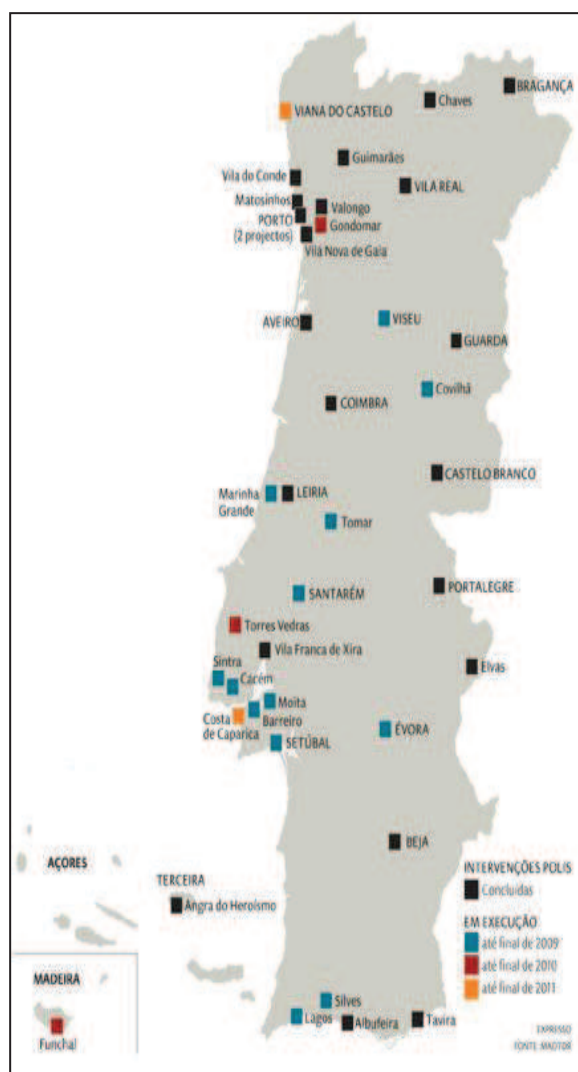 BRAGANÇA
Chaves
VIANA DO CASTELO
Guimarães
Vila do Conde
VILA REAL
Matosinhos
Valongo
PORTO
(2 projectos)
Gondomar
Vila Nova de Gaia
AVEIRO
VISEU
GUARDA
Covilhã
COIMBRA
CASTELO BRANCO
Marinha
Grande
LEIRIA
Tomar
SANTARÉM
PORTALEGRE
Torres Vedras
Vila Franca de Xira
Sintra
Elvas
Cacém
Moita
Costa
de Caparica
Barreiro
ÉVORA
SETÚBAL
BEJA
AÇORES
TERCEIRA
Angra do Heroísmo
INTERVENÇÕES POLIS
Concluídas
EM EXECUÇÃO
até final de 2009
até final de 2010
até final de 2011
MADEIRA
Funchal
Silves
Lagos
Albufeira
Tavira
EXPRESSO
FONTE: MAOTDR